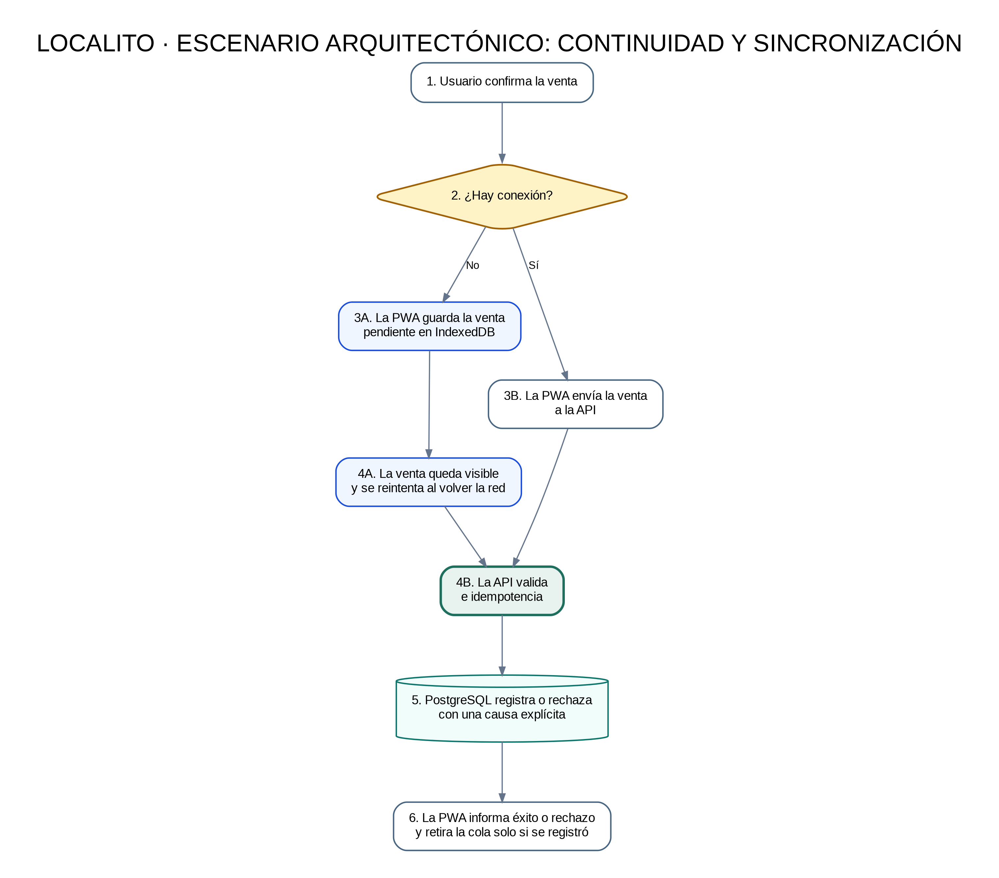 LOCALITO · ESCENARIO ARQUITECTÓNICO: CONTINUIDAD Y SINCRONIZACIÓN
1. Usuario confirma la venta
2. ¿Hay conexión?
No
Sí
3A. La PWA guarda la venta
pendiente en IndexedDB
3B. La PWA envía la venta
a la API
4A. La venta queda visible
y se reintenta al volver la red
4B. La API valida
e idempotencia
5. PostgreSQL registra o rechaza
con una causa explícita
6. La PWA informa éxito o rechazo
y retira la cola solo si se registró